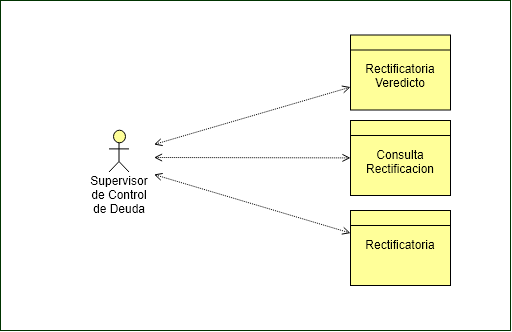 Rectificatoria
Veredicto
Consulta
Rectificacion
Supervisor
de Control
de Deuda
Rectificatoria